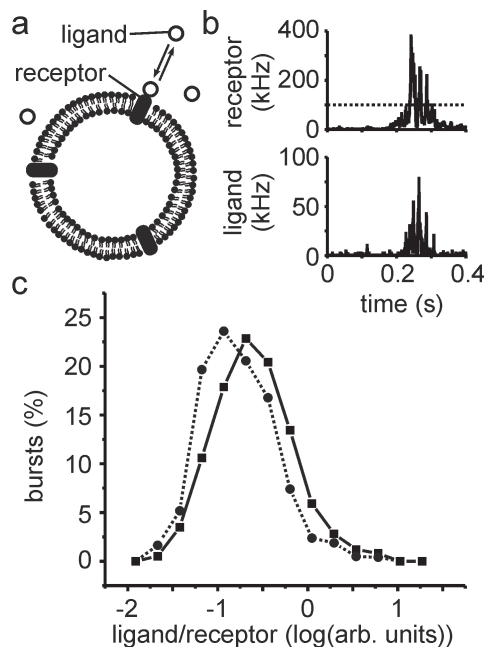 a
ligand
receptor
b
receptor
(kHz)
400
200
0
ligand
(kHz)
100
50
0
0 0.2 0.4
time (s)
c
bursts (%)
25
20
15
10
5
0
-2 -1 0 1
ligand/receptor (log(arb. units))